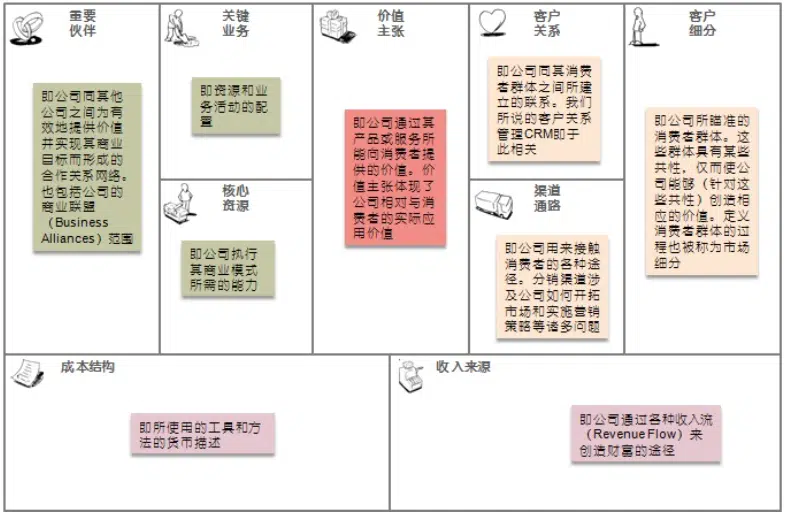 重要
伙伴
即公司同其他
公司之间为有
效地提供价值
并实现其商业
目标而形成的
合作关系网络。
也包括公司的
商业联盟
（Business
Alliances）范围
关键
业务
即资源和业
务活动的配
置
核心
资源
即公司执行
其商业模式
所需的能力
价值
主张
即公司通过其
产品或服务所
能向消费者提
供的价值。价
值主张体现了
公司相对与消
费者的实际应
用价值
客户
关系
即公司同其消费
者群体之间所建
立的联系。我们
所说的客户关系
管理CRM即于
此相关
渠道
通路
即公司用来接触
消费者的各种途
径。分销渠道涉
及公司如何开拓
市场和实施营销
策略等诸多问题
客户
细分
即公司所瞄准的
消费者群体。这
些群体具有某些
共性，仅而使公
司能够（针对这
些共性）创造相
应的价值。定义
消费者群体的过
程也被称为市场
细分
成本结构
即所使用的工具和方
法的货币描述
收入来源
即公司通过各种收入流
（Revenue Flow）来
创造财富的途径